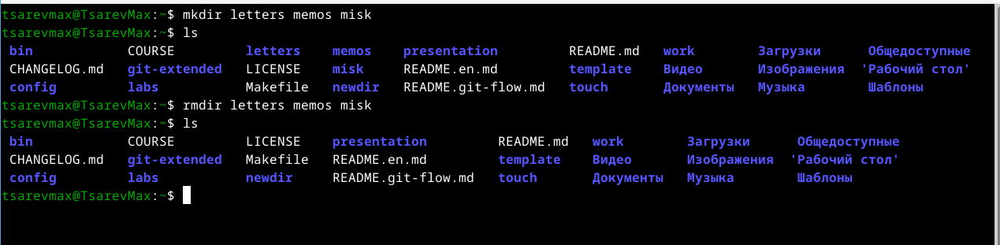 tsarevmax@TsarevMax:~$ mkdir letters memos misk
tsarevmax@TsarevMax:~$ ls
bin COURSE letters memos presentation README.md work Загрузки Общедоступные
CHANGELOG.md git-extended LICENSE misk README.en.md template Видео Изображения 'Рабочий стол'
config labs Makefile newdir README.git-flow.md touch Документы Музыка Шаблоны
tsarevmax@TsarevMax:~$ rmdir letters memos misk
tsarevmax@TsarevMax:~$ ls
bin COURSE LICENSE presentation README.md work Загрузки Общедоступные
CHANGELOG.md git-extended Makefile README.en.md template Видео Изображения 'Рабочий стол'
config labs newdir README.git-flow.md touch Документы Музыка Шаблоны
tsarevmax@TsarevMax:~$